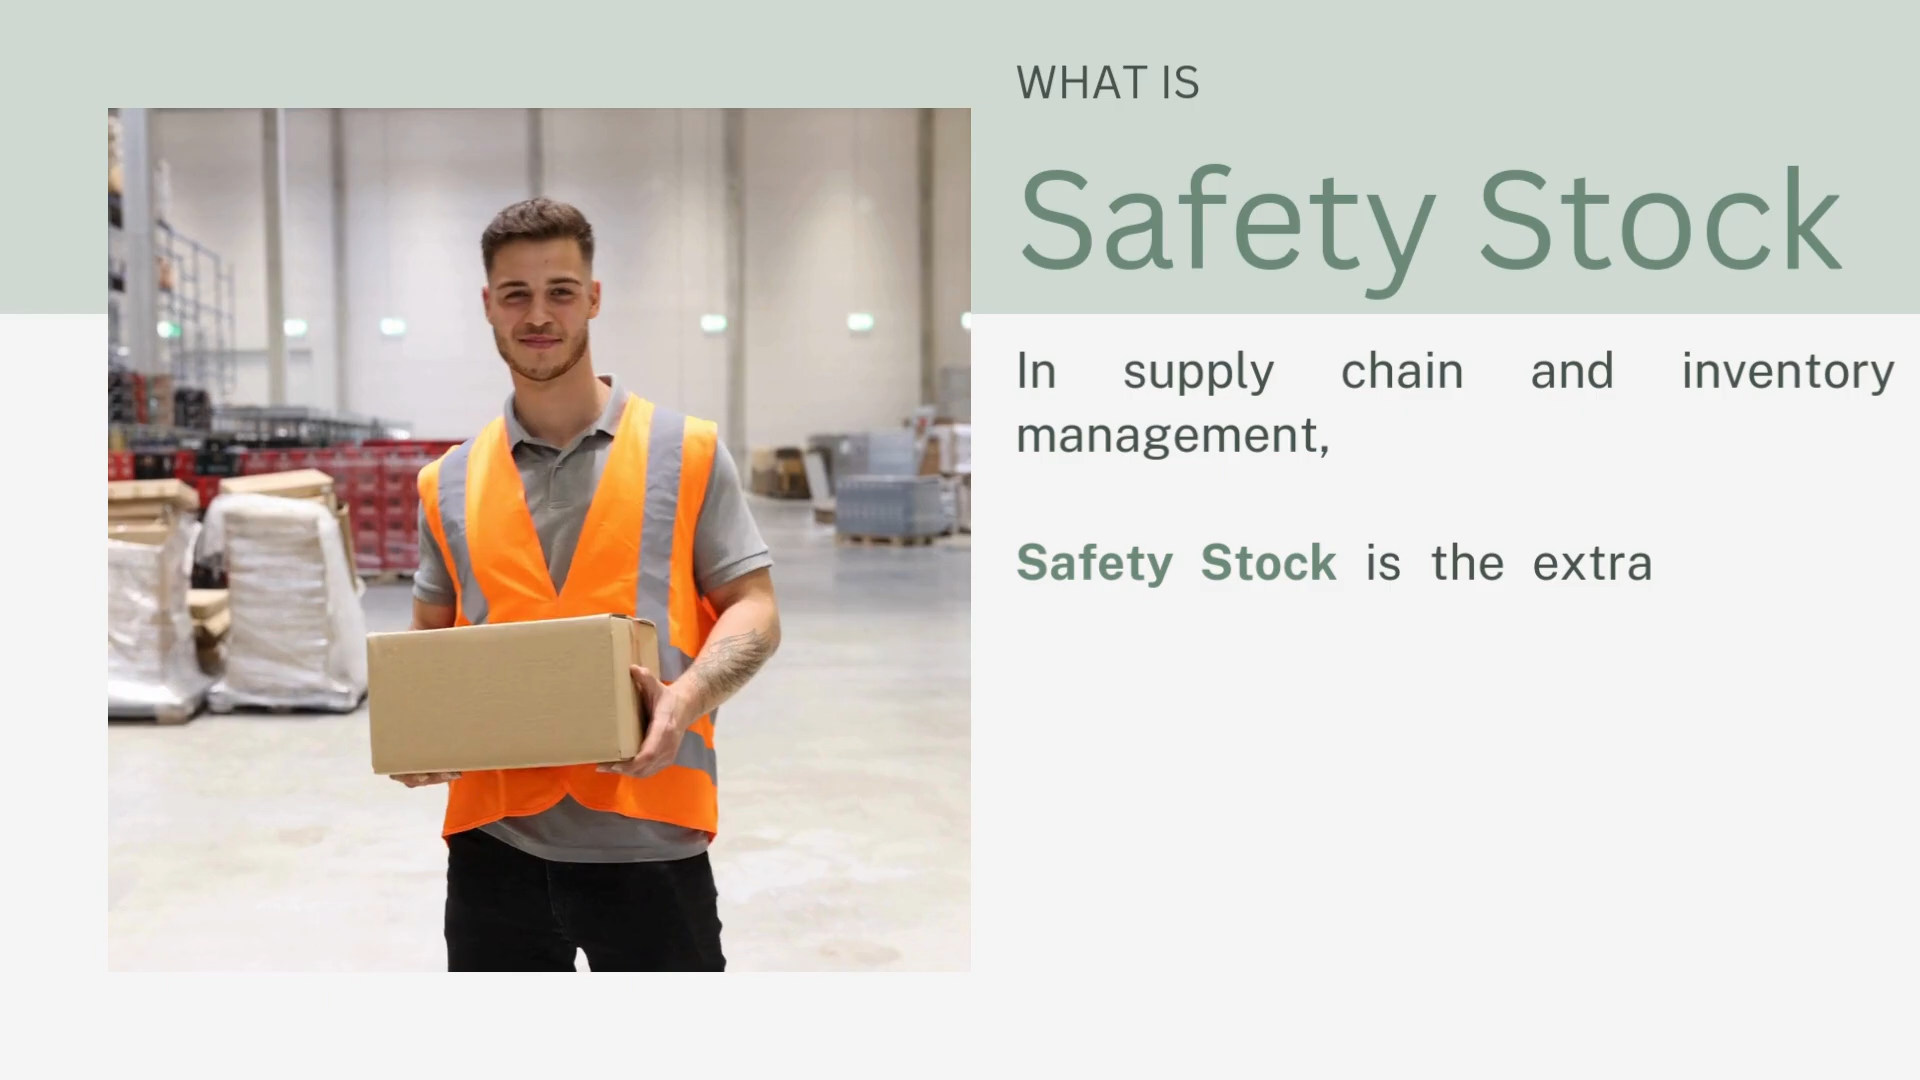 WHAT IS
Safety Stock
In supply chain and inventory
management,
Safety Stock is the extra